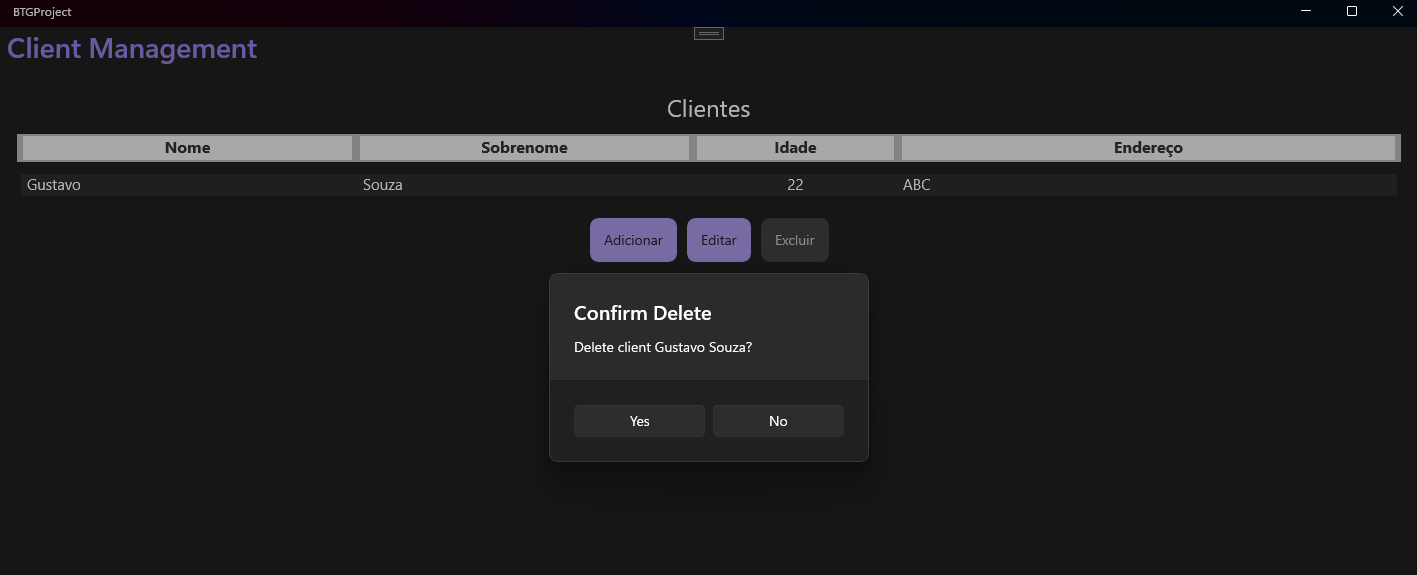 BTGProject
Client Management
Clientes
Nome Sobrenome Idade Endereço
Gustavo Souza 22 ABC
Adicionar Editar Excluir
Confirm Delete
Delete client Gustavo Souza?
Yes No